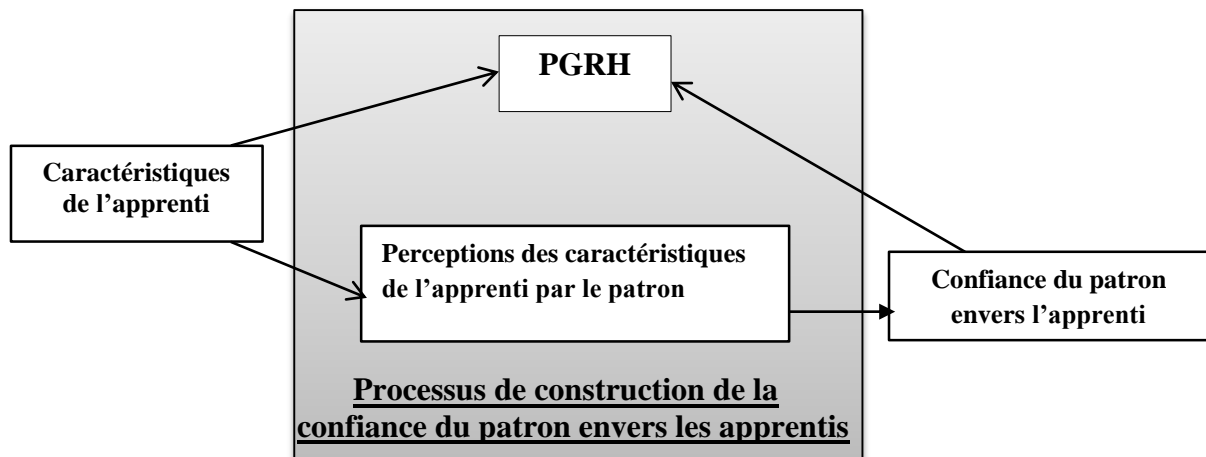 PGRH
Caractéristiques
de l’apprenti
Perceptions des caractéristiques
de l’apprenti par le patron
Confiance du patron
envers l’apprenti
Processus de construction de la
confiance du patron envers les apprentis